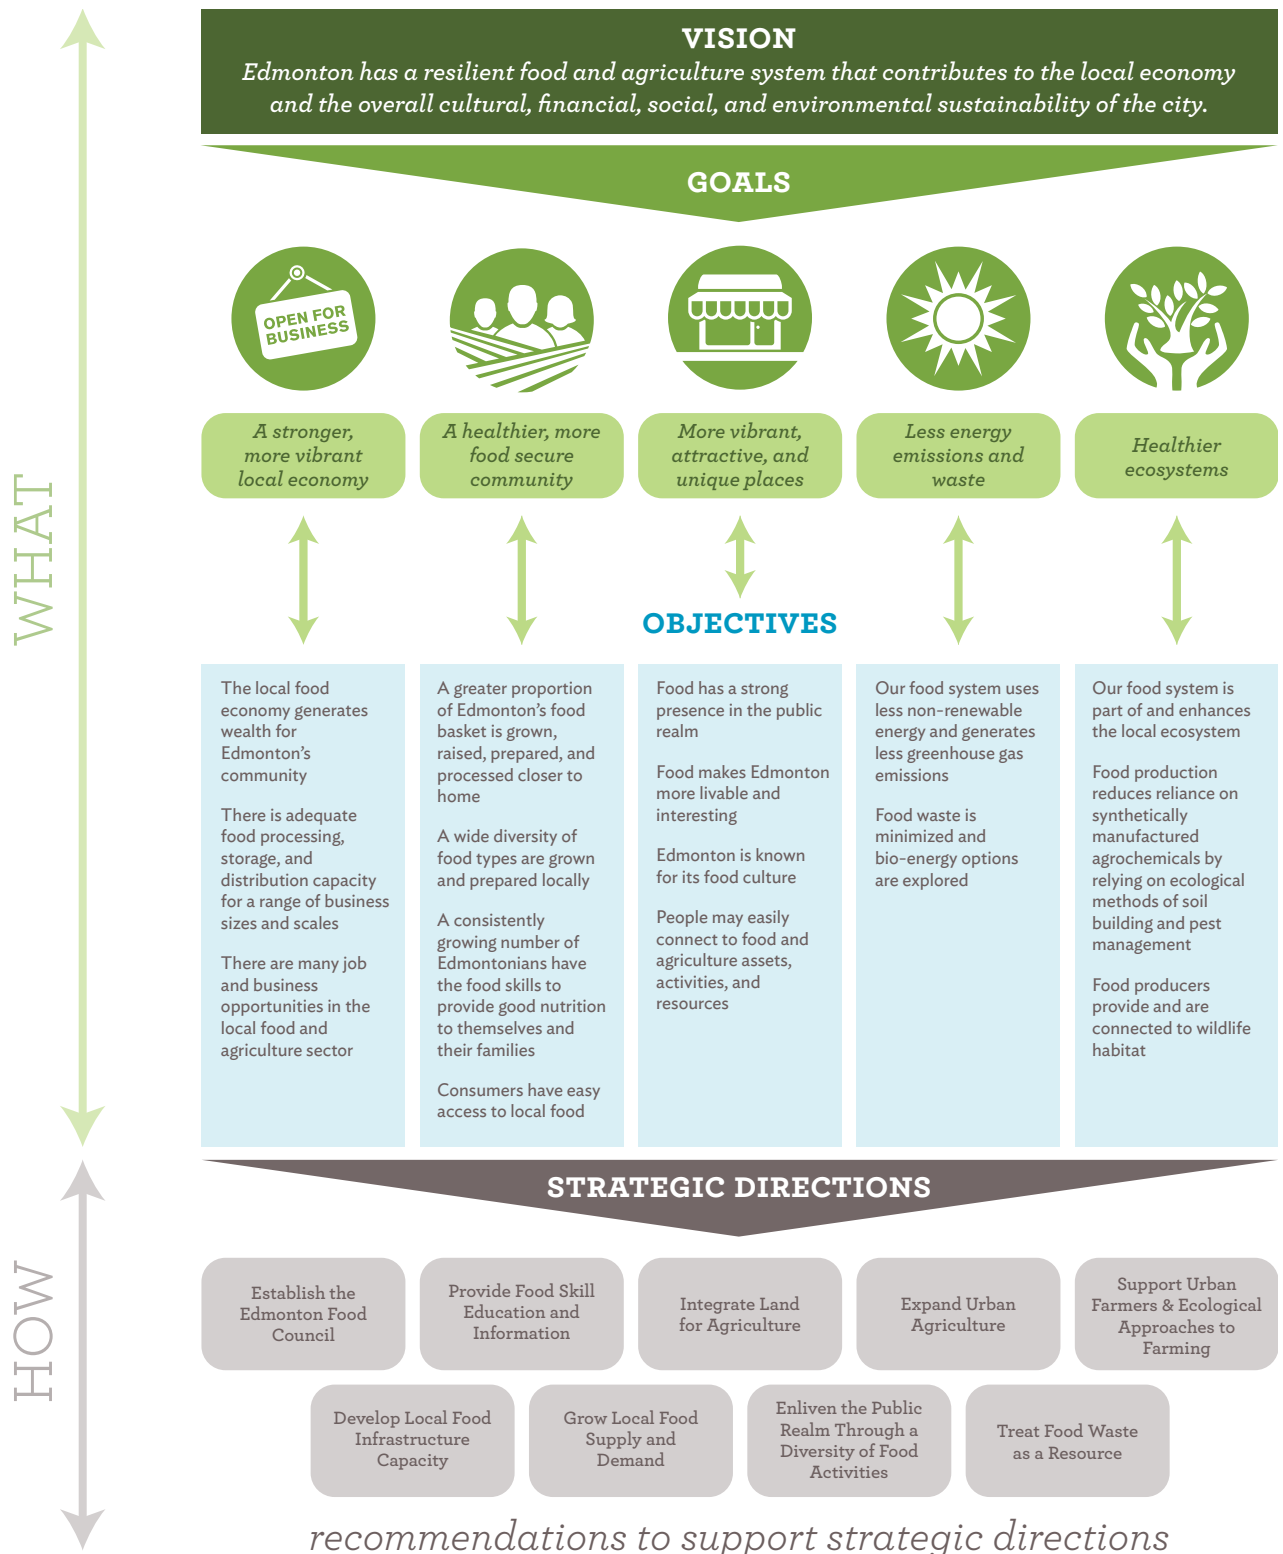 VISION
Edmonton has a resilient food and agriculture system that contributes to the local economy
and the overall cultural, financial, social, and environmental sustainability of the city.
GOALS
OPEN FOR
BUSINESS
A stronger,
more vibrant
local economy
A healthier, more
food secure
community
More vibrant,
attractive, and
unique places
Less energy
emissions and
waste
Healthier
ecosystems
WHAT
OBJECTIVES
The local food
economy generates
wealth for
Edmonton’s
community
There is adequate
food processing,
storage, and
distribution capacity
for a range of business
sizes and scales
There are many job
and business
opportunities in the
local food and
agriculture sector
A greater proportion
of Edmonton’s food
basket is grown,
raised, prepared, and
processed closer to
home
A wide diversity of
food types are grown
and prepared locally
A consistently
growing number of
Edmontonians have
the food skills to
provide good nutrition
to themselves and
their families
Consumers have easy
access to local food
Food has a strong
presence in the public
realm
Food makes Edmonton
more livable and
interesting
Edmonton is known
for its food culture
People may easily
connect to food and
agriculture assets,
activities, and
resources
Our food system uses
less non-renewable
energy and generates
less greenhouse gas
emissions
Food waste is
minimized and
bio-energy options
are explored
Our food system is
part of and enhances
the local ecosystem
Food production
reduces reliance on
synthetically
manufactured
agrochemicals by
relying on ecological
methods of soil
building and pest
management
Food producers
provide and are
connected to wildlife
habitat
STRATEGIC DIRECTIONS
HOW
Establish the
Edmonton Food
Council
Provide Food Skill
Education and
Information
Integrate Land
for Agriculture
Expand Urban
Agriculture
Support Urban
Farmers & Ecological
Approaches to
Farming
Develop Local Food
Infrastructure
Capacity
Grow Local Food
Supply and
Demand
Enliven the Public
Realm Through a
Diversity of Food
Activities
Treat Food Waste
as a Resource
recommendations to support strategic directions